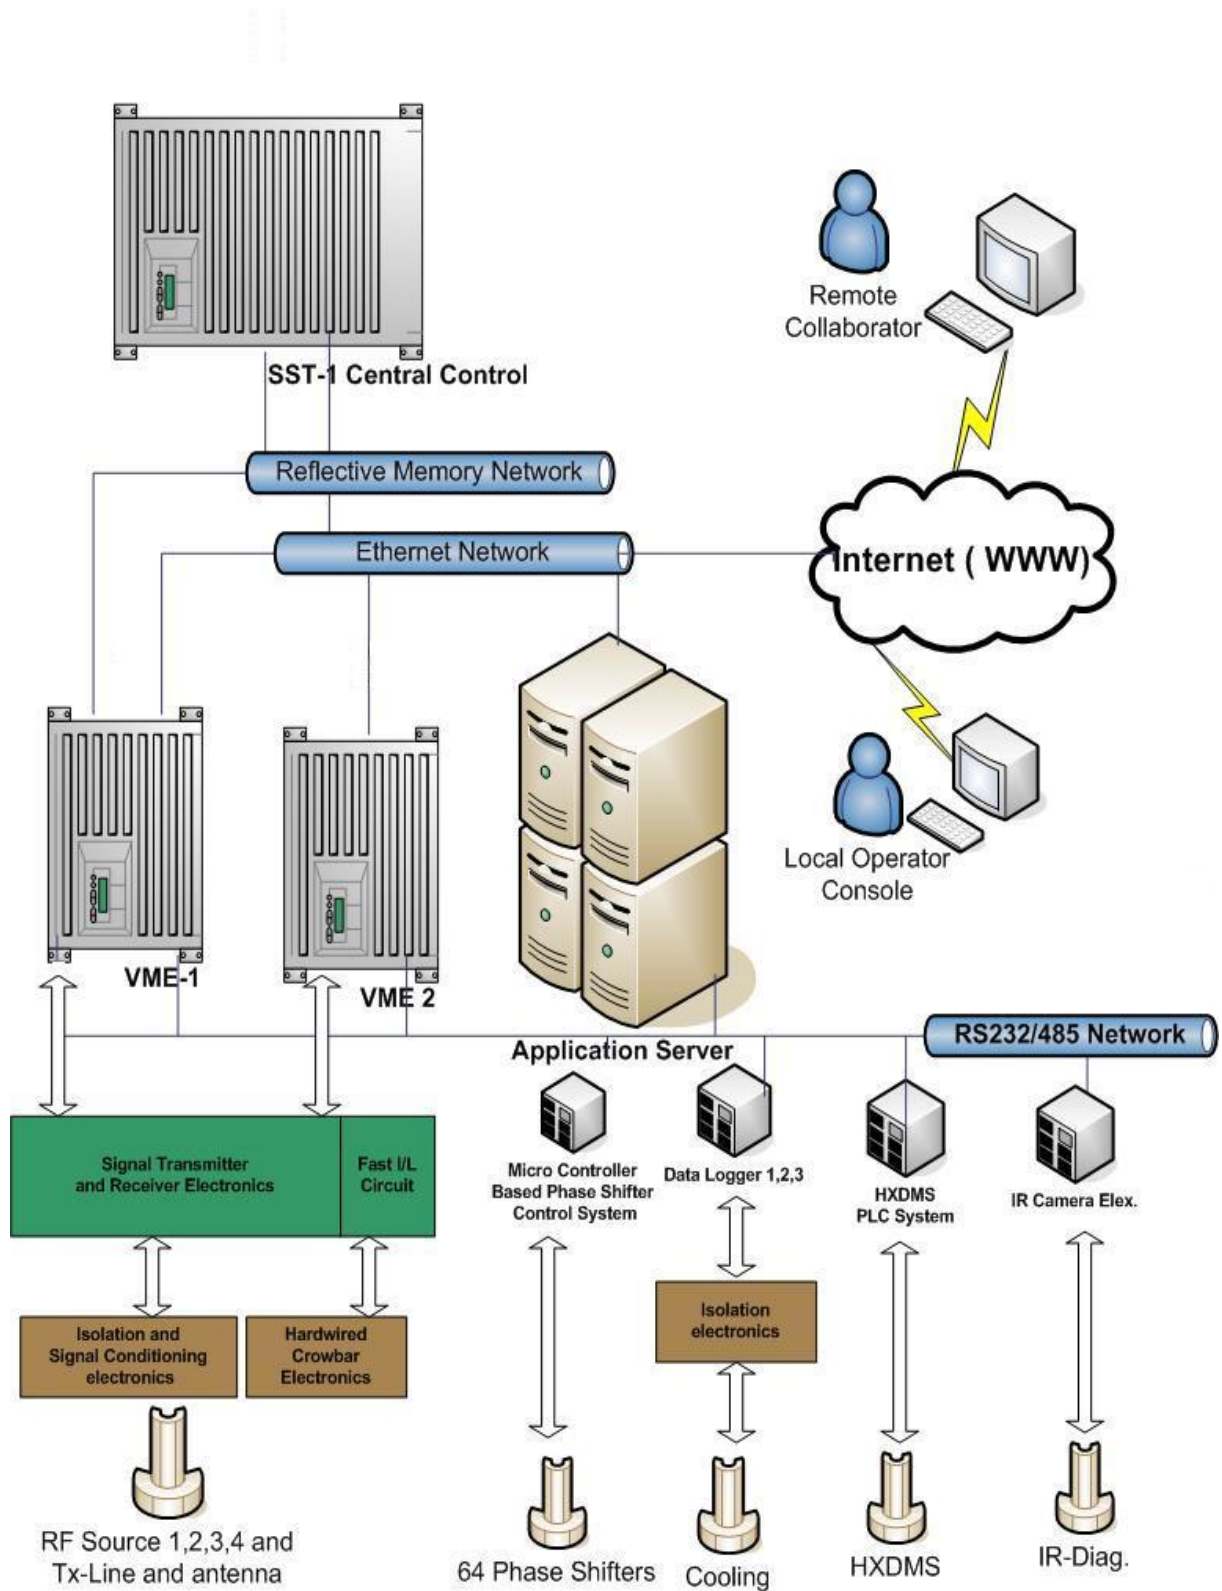 SST-1 Central Control
Remote
Collaborator
Reflective Memory Network
Ethernet Network
Internet ( WWW)
Local Operator
Console
VME-1
VME 2
Application Server
RS232/485 Network
Signal Transmitter
and Receiver Electronics
Fast I/L
Circuit
Micro Controller
Based Phase Shifter
Control System
Data Logger 1,2,3
HXDMS
PLC System
IR Camera Elex.
Isolation and
Signal Conditioning
electronics
Hardwired
Crowbar
Electronics
Isolation
electronics
RF Source 1,2,3,4 and
Tx-Line and antenna
64 Phase Shifters
Cooling
HXDMS
IR-Diag.